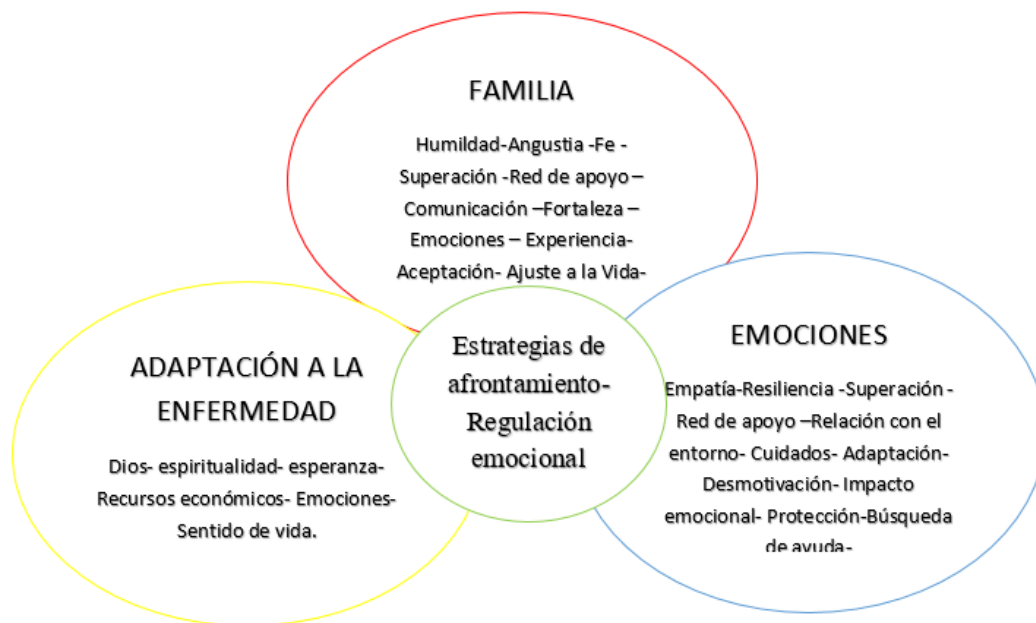 FAMILIA
Humildad-Angustia -Fe -
Superación -Red de apoyo –
Comunicación –Fortaleza –
Emociones – Experiencia-
Aceptación- Ajuste a la Vida-
ADAPTACIÓN A LA
ENFERMEDAD
Dios- espiritualidad- esperanza-
Recursos económicos- Emociones-
Sentido de vida.
Estrategias de
afrontamiento-
Regulación
emocional
EMOCIONES
Empatía-Resiliencia -Superación -
Red de apoyo –Relación con el
entorno- Cuidados- Adaptación-
Desmotivación- Impacto
emocional- Protección-Búsqueda
de ayuda-